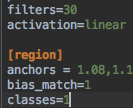 filters=30
activation=linear
[region]
anchors = 1.08,1.1
bias_match=1
classes=1